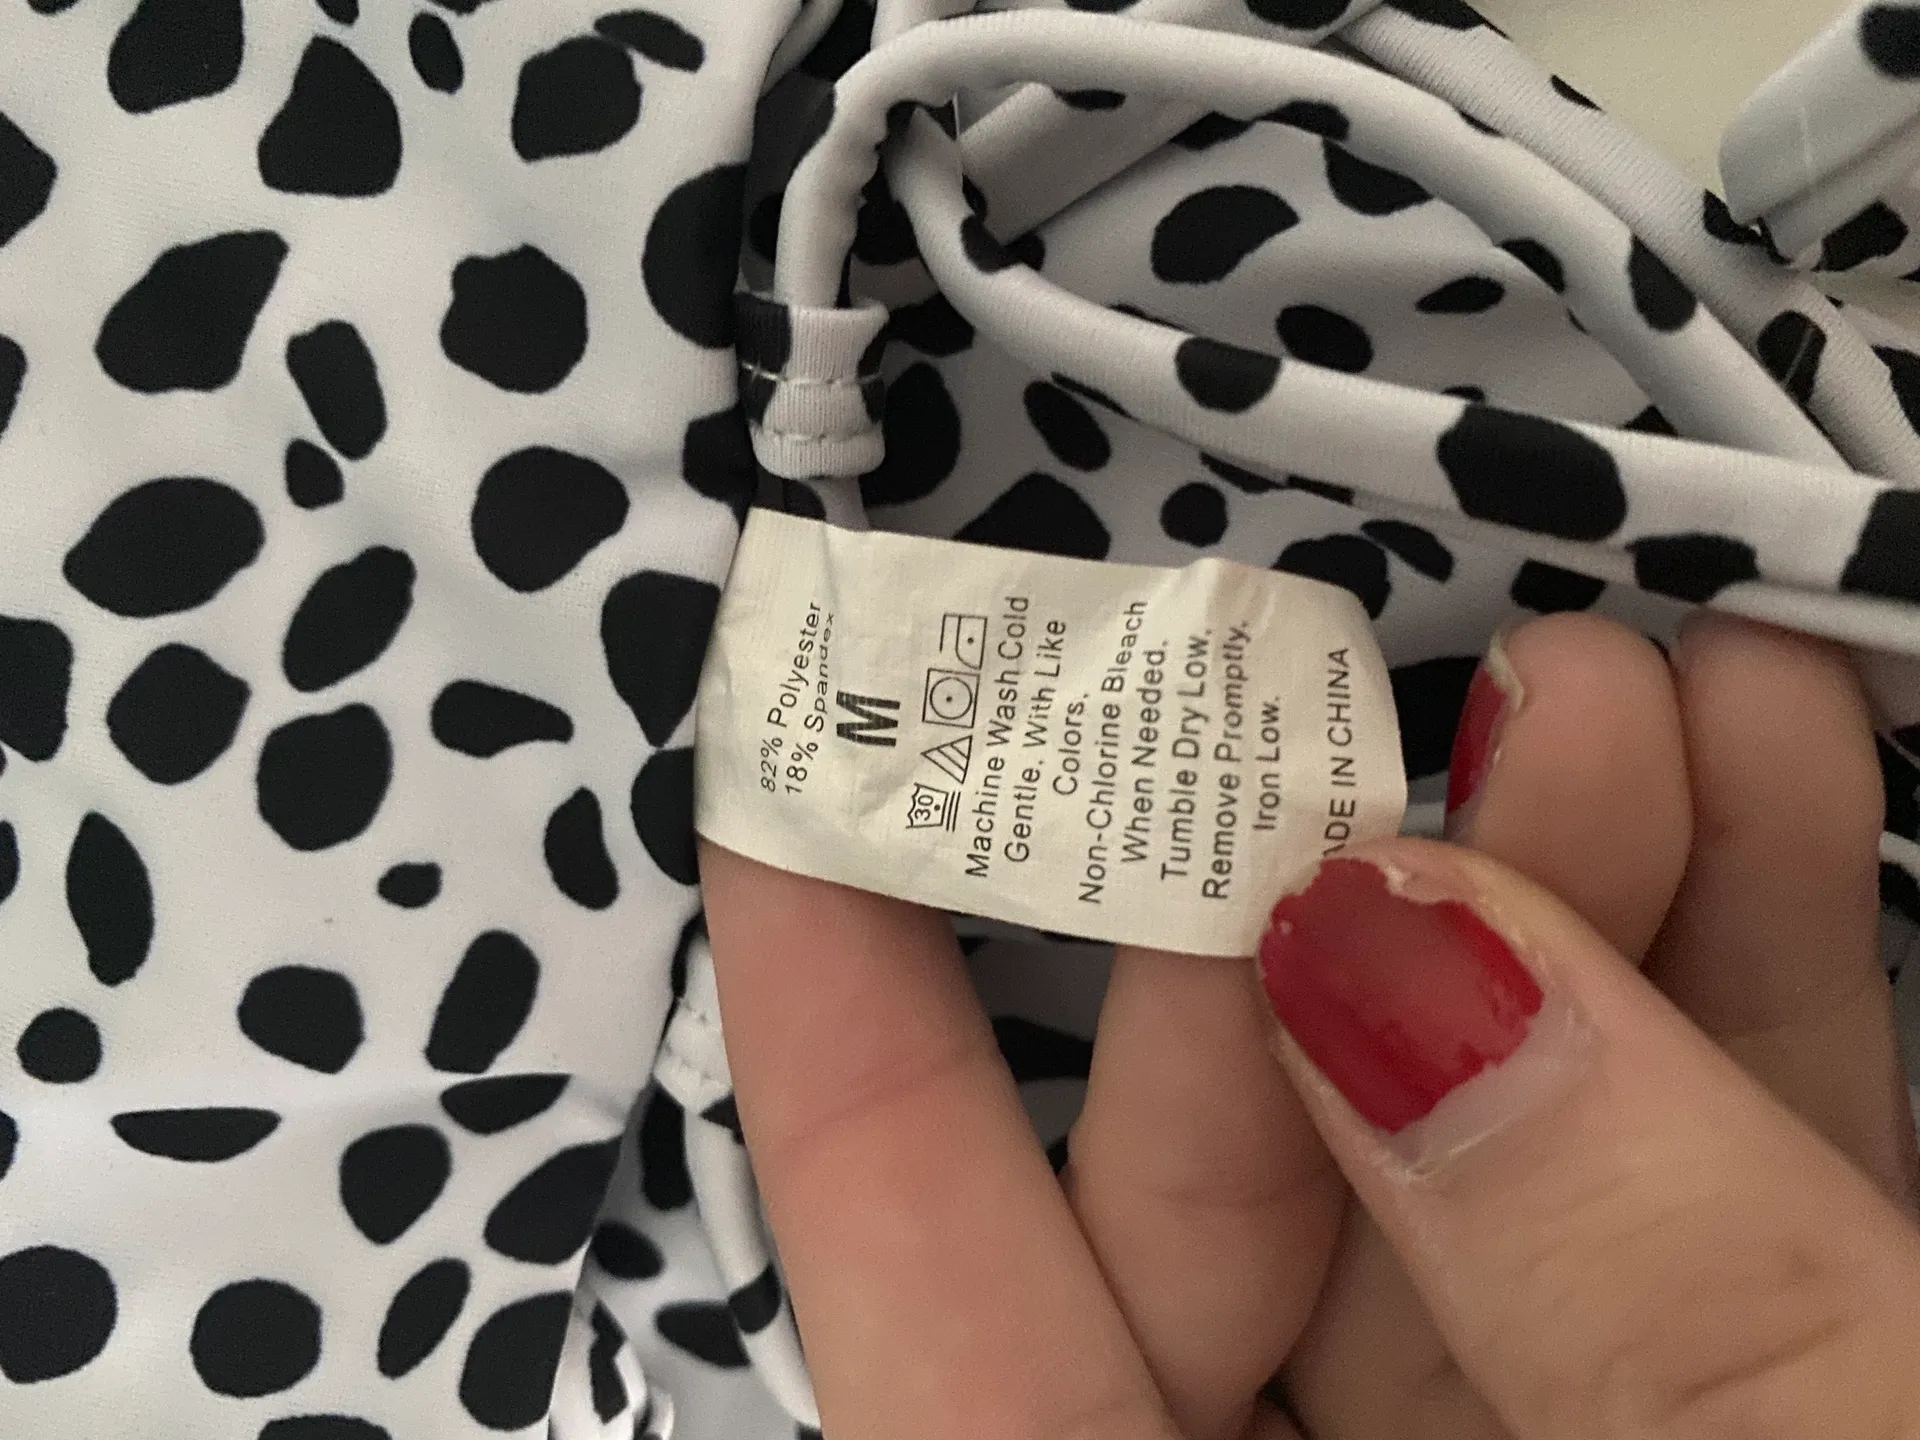 82% Polyester
18% Spandex
M
30
Machine Wash Cold
Gentle. With Like
Colors.
Non-Chlorine Bleach
When Needed.
Tumble Dry Low.
Remove Promptly.
Iron Low.
ADE IN CHINA